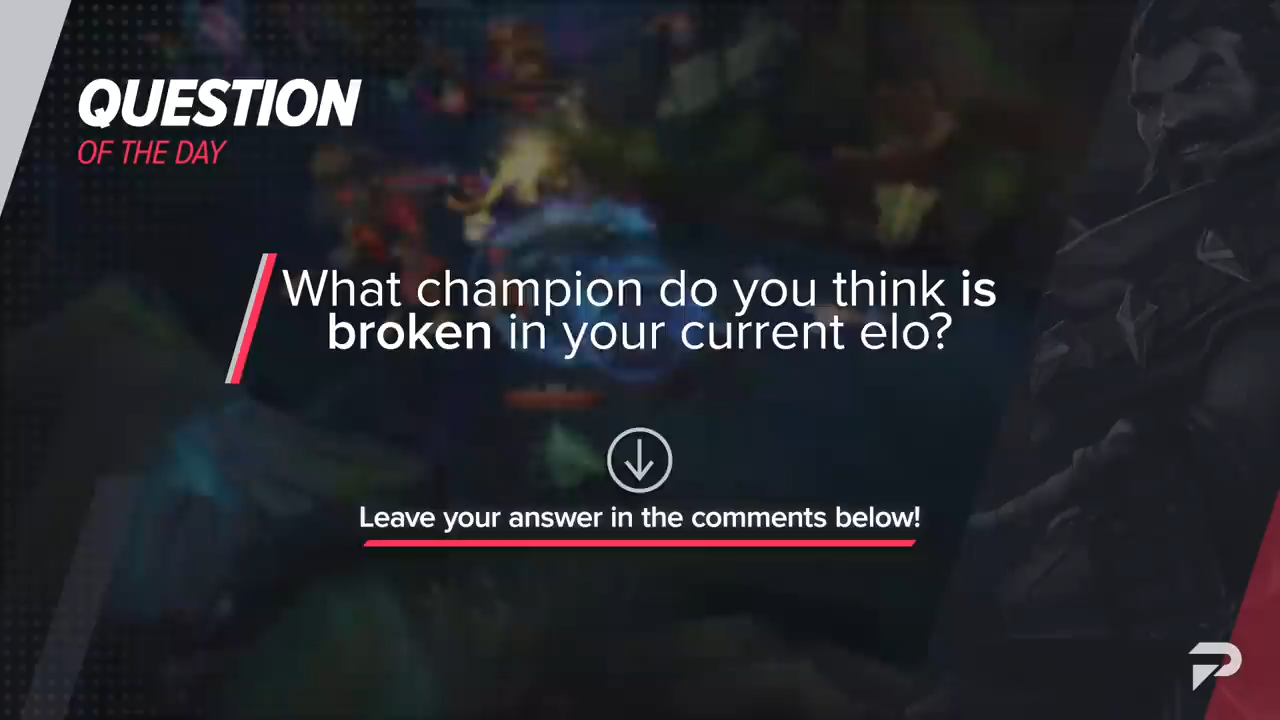 QUESTION
OF THE DAY
What champion do you think is
broken in your current elo?
Leave your answer in the comments below!